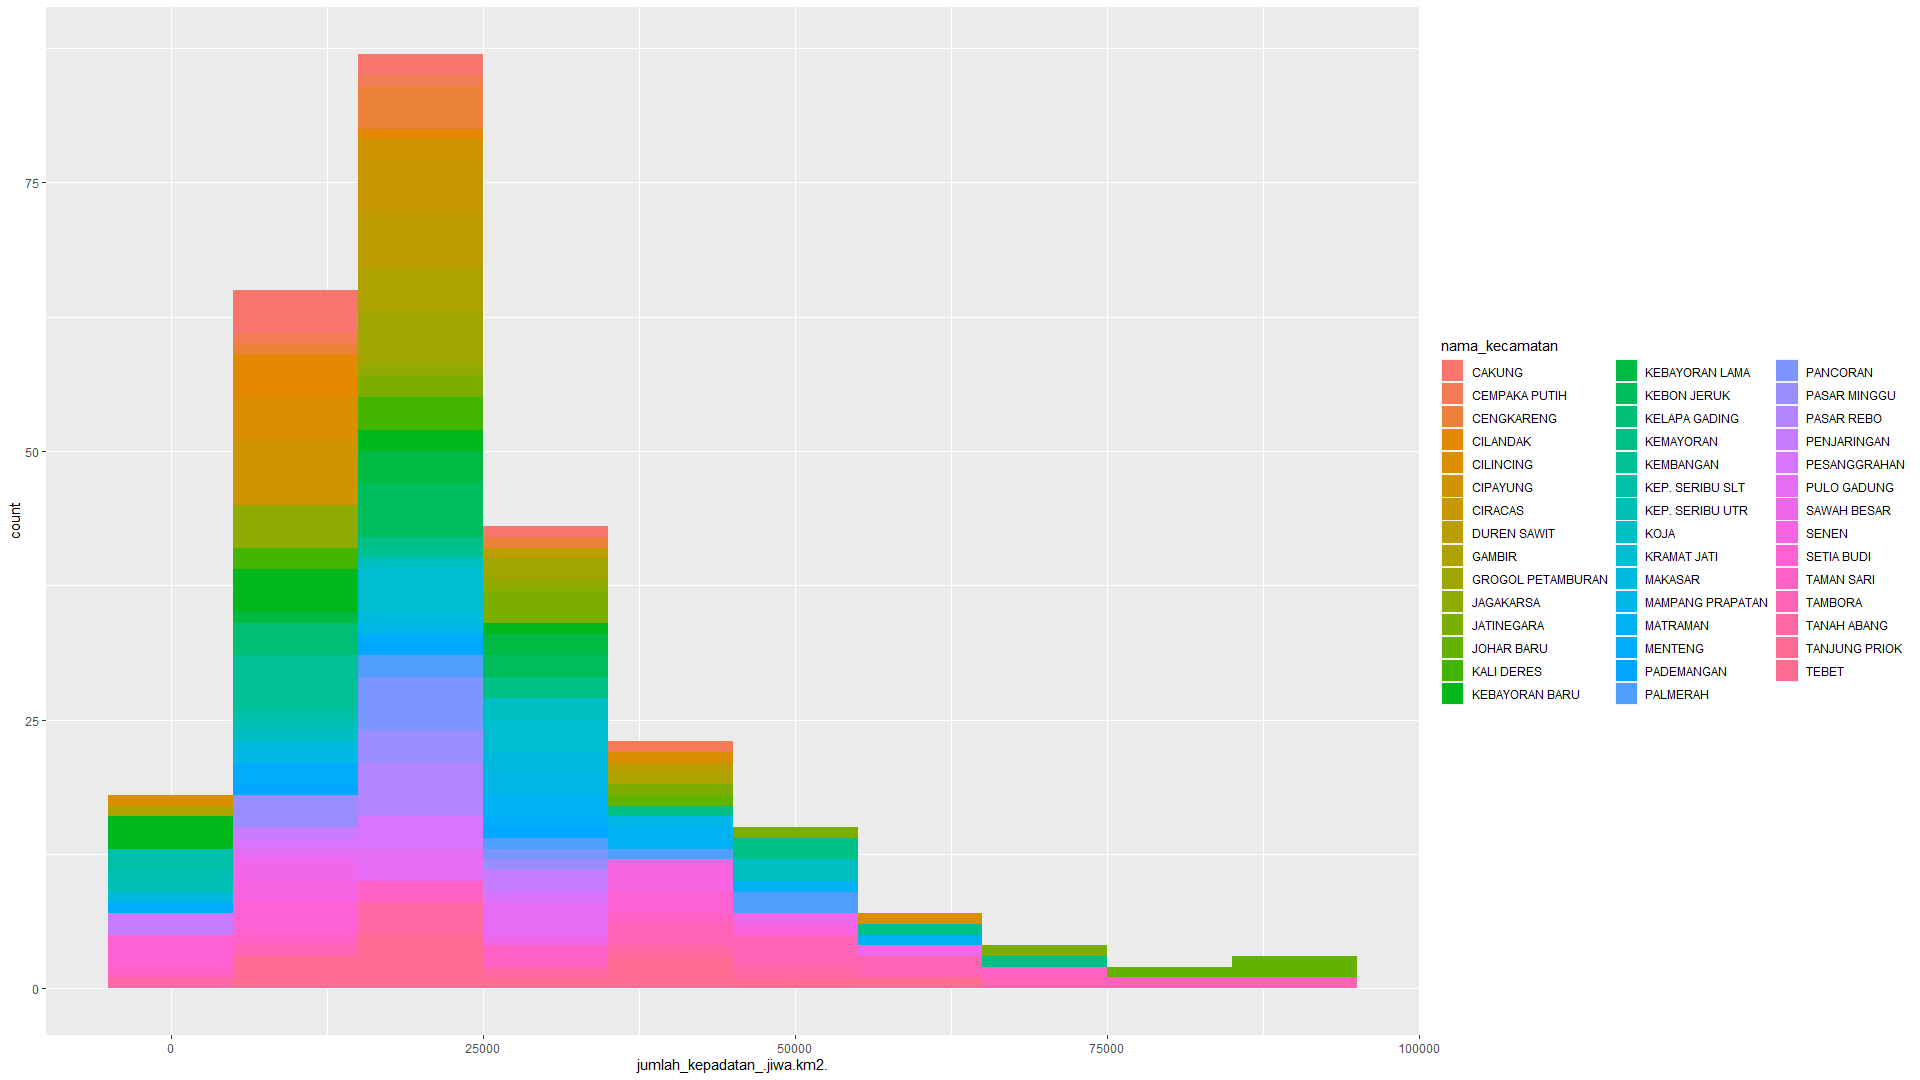 75
50
25
0
count
0
25000
50000
75000
100000
jumlah_kepadatan_.jiwa.km2.
nama_kecamatan
CAKUNG
CEMPAKA PUTIH
CENGKARENG
CILANDAK
CILINCING
CIPAYUNG
CIRACAS
DUREN SAWIT
GAMBIR
GROGOL PETAMBURAN
JAGAKARSA
JATINEGARA
JOHAR BARU
KALI DERES
KEBAYORAN BARU
KEBAYORAN LAMA
KEBON JERUK
KELAPA GADING
KEMAYORAN
KEMBANGAN
KEP. SERIBU SLT
KEP. SERIBU UTR
KOJA
KRAMAT JATI
MAKASAR
MAMPANG PRAPATAN
MATRAMAN
MENTENG
PADEMANGAN
PALMERAH
PANCORAN
PASAR MINGGU
PASAR REBO
PENJARINGAN
PESANGGRAHAN
PULO GADUNG
SAWAH BESAR
SENEN
SETIA BUDI
TAMAN SARI
TAMBORA
TANAH ABANG
TANJUNG PRIOK
TEBET